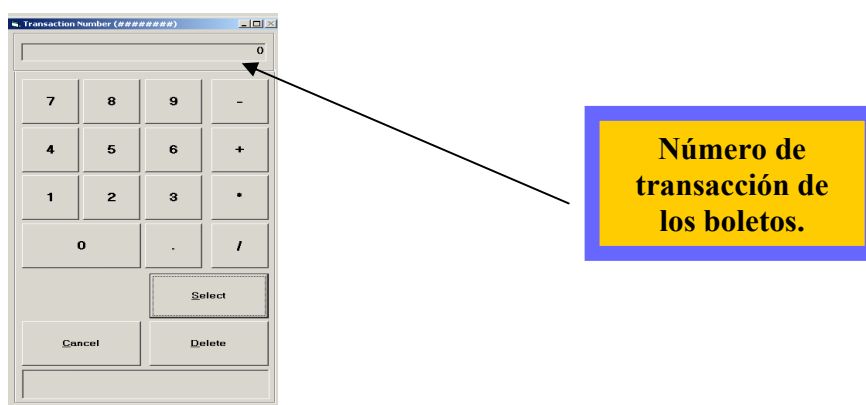 Transaction Number (########)
0
7 8 9 -
4 5 6 +
1 2 3 *
0 . /
Select
Cancel Delete
Número de
transacción de
los boletos.